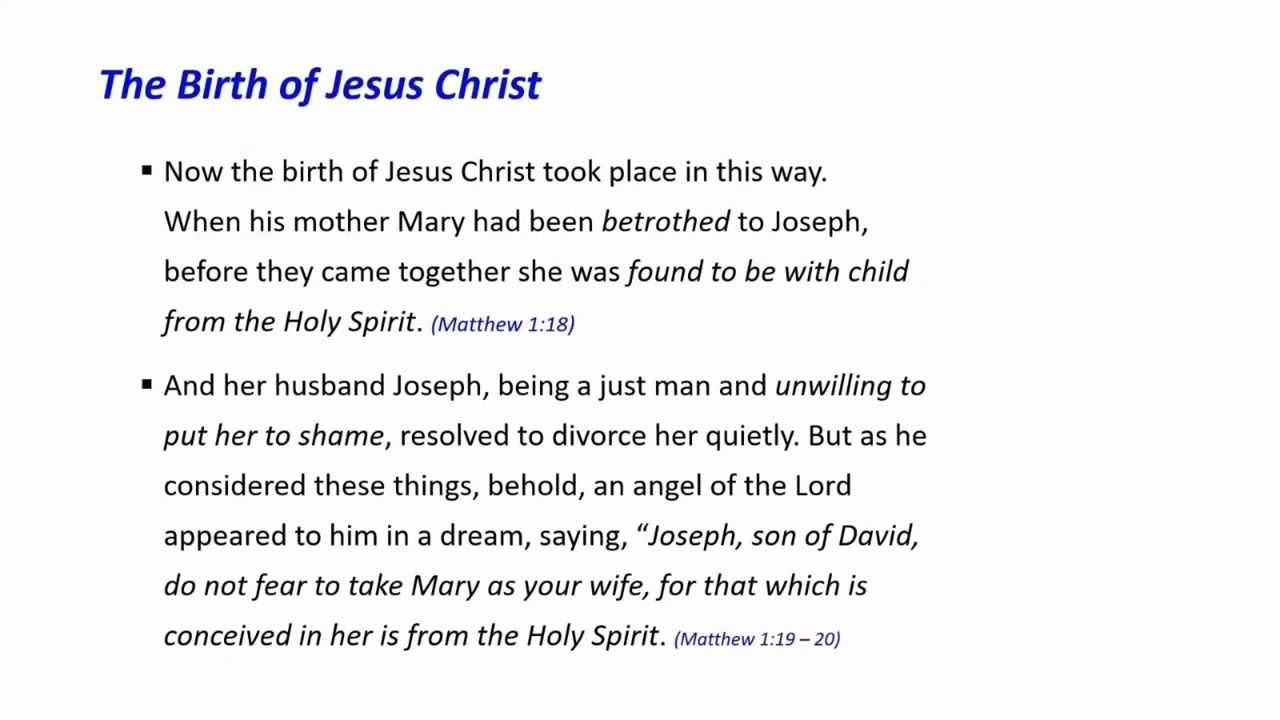 The Birth of Jesus Christ
▪ Now the birth of Jesus Christ took place in this way.
When his mother Mary had been betrothed to Joseph,
before they came together she was found to be with child
from the Holy Spirit. (Matthew 1:18)
▪ And her husband Joseph, being a just man and unwilling to
put her to shame, resolved to divorce her quietly. But as he
considered these things, behold, an angel of the Lord
appeared to him in a dream, saying, “Joseph, son of David,
do not fear to take Mary as your wife, for that which is
conceived in her is from the Holy Spirit. (Matthew 1:19 – 20)